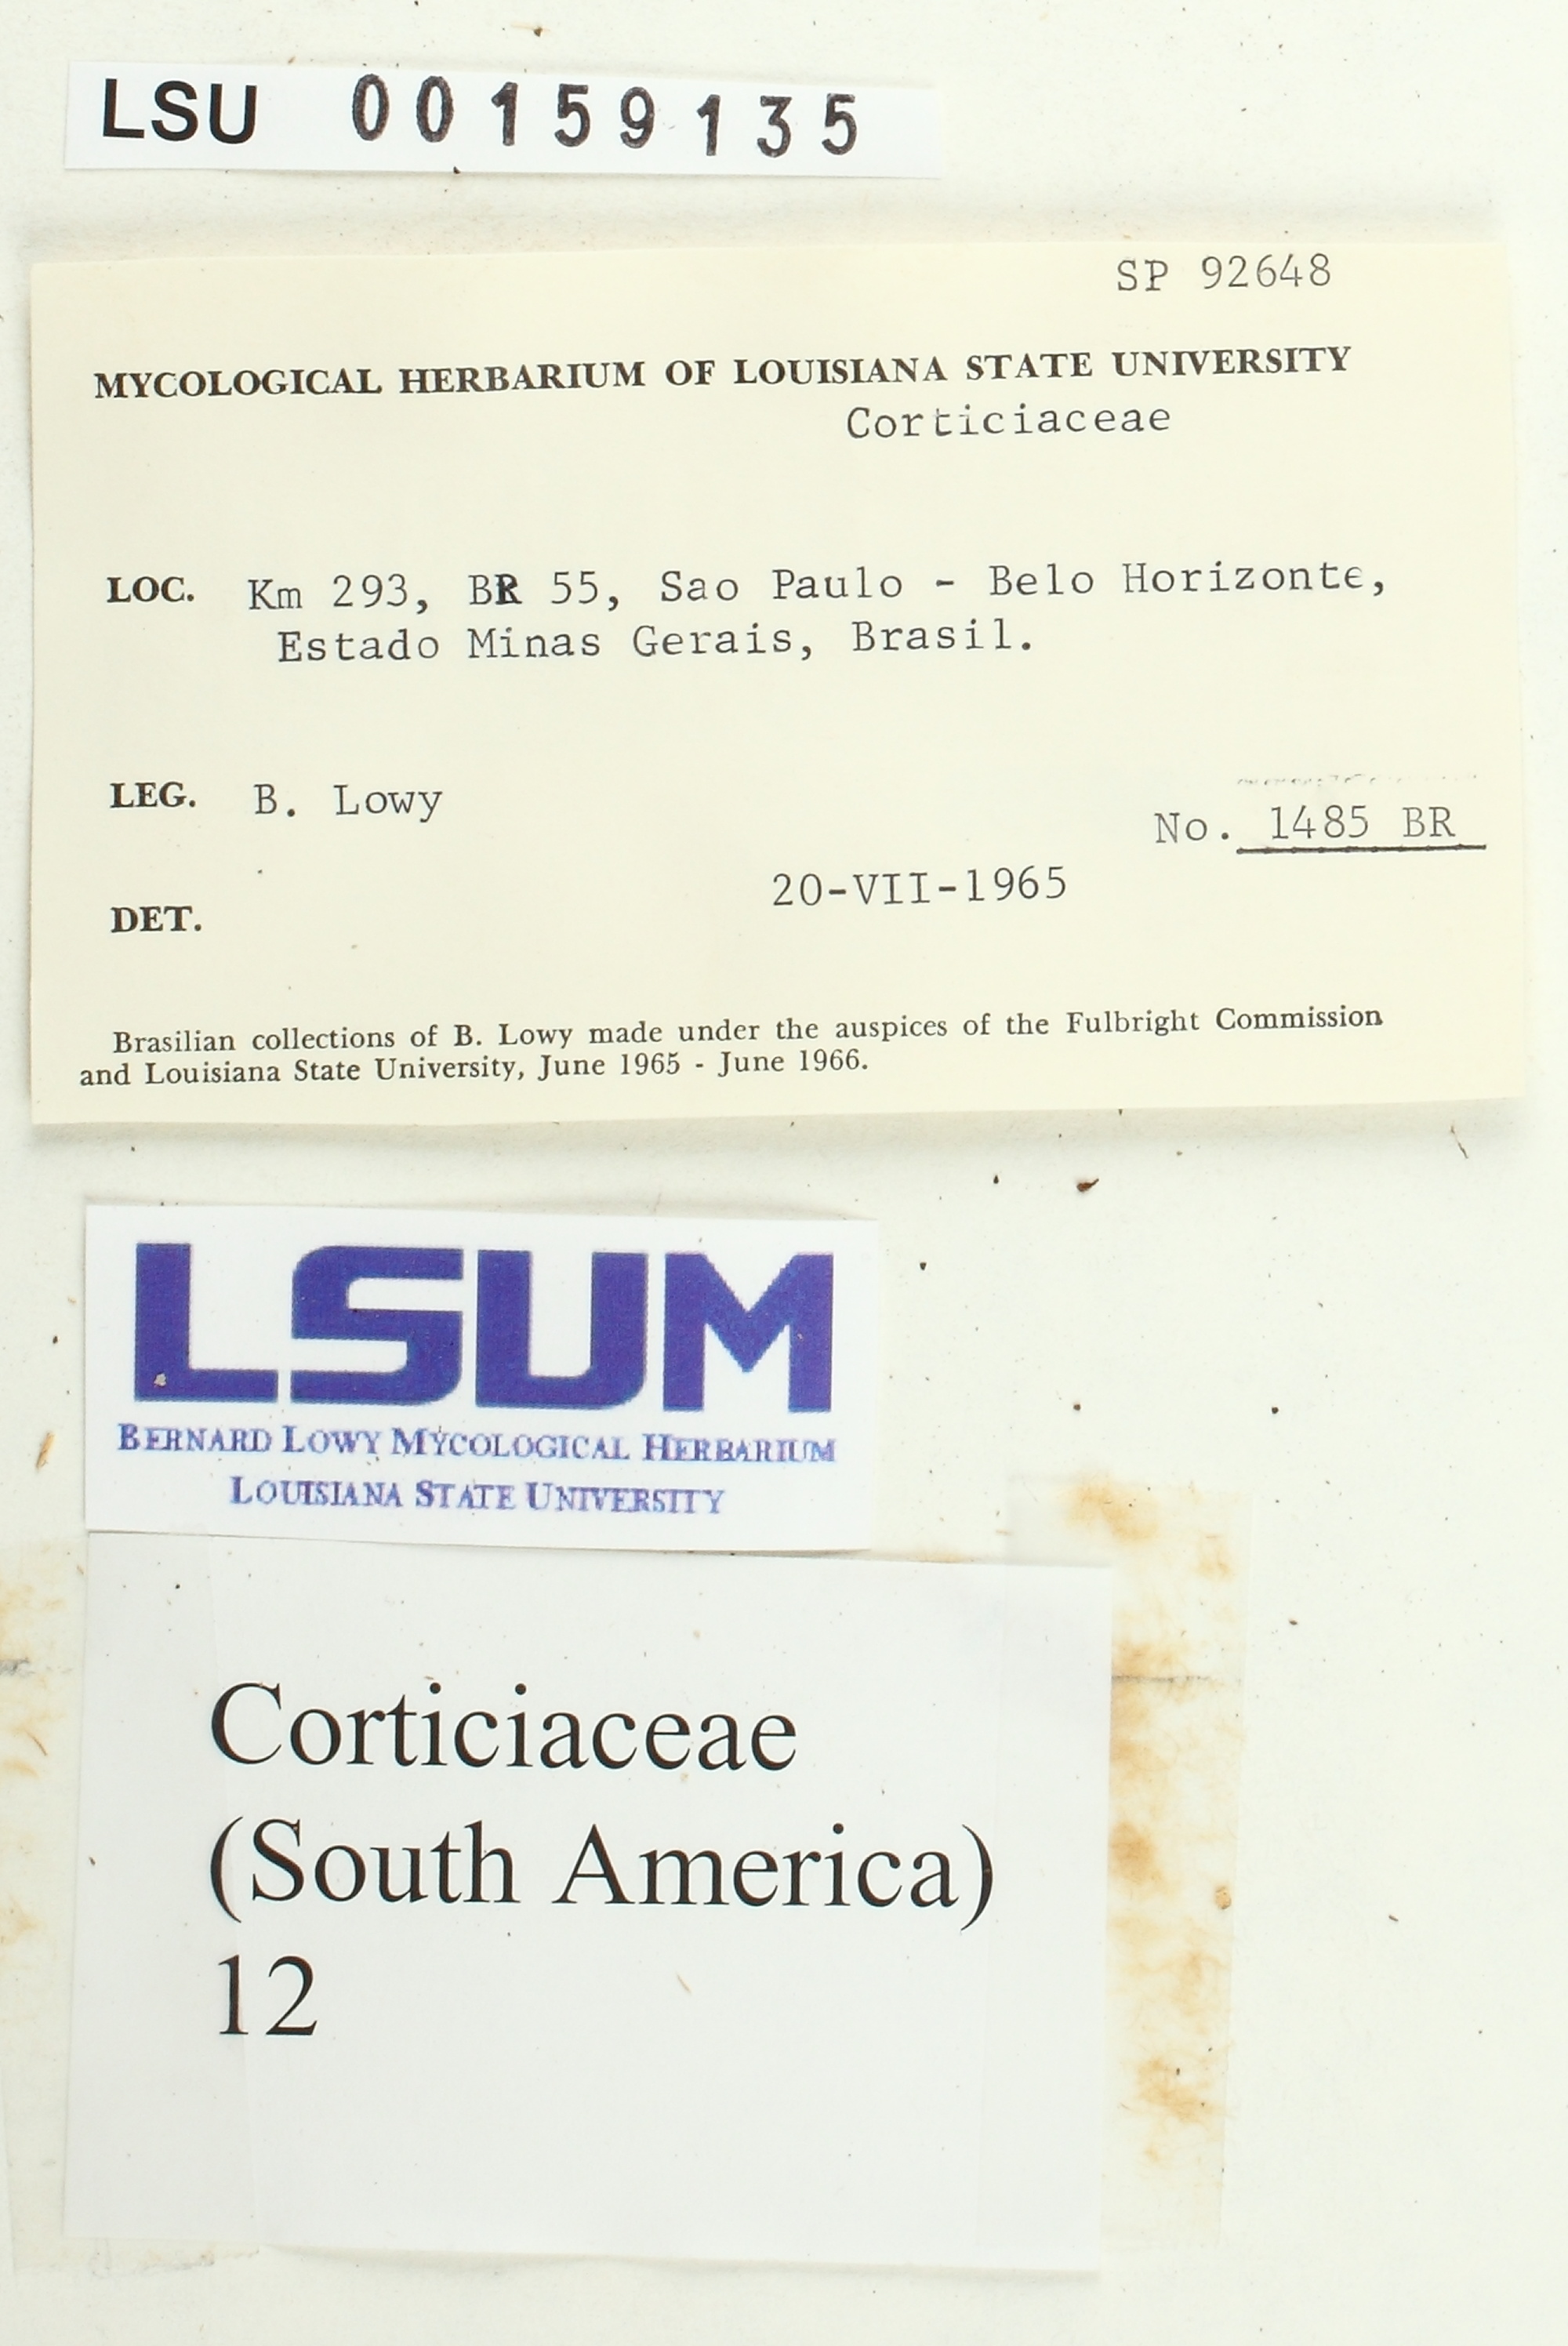 LSU 00159135
SP 92648
MYCOLOGICAL HERBARIUM OF LOUISIANA STATE UNIVERSITY
Corticiaceae
LOC. Km 293, BR 55, Sao Paulo - Belo Horizonte,
Estado Minas Gerais, Brasil.
LEG. B. Lowy
No. 1485 BR
20-VII-1965
DET.
Brasilian collections of B. Lowy made under the auspices of the Fulbright Commission
and Louisiana State University, June 1965 - June 1966.
LSUM
BERNARD LOWY MYCOLOGICAL HERBARIUM
LOUISIANA STATE UNIVERSITY
Corticiaceae
(South America)
12